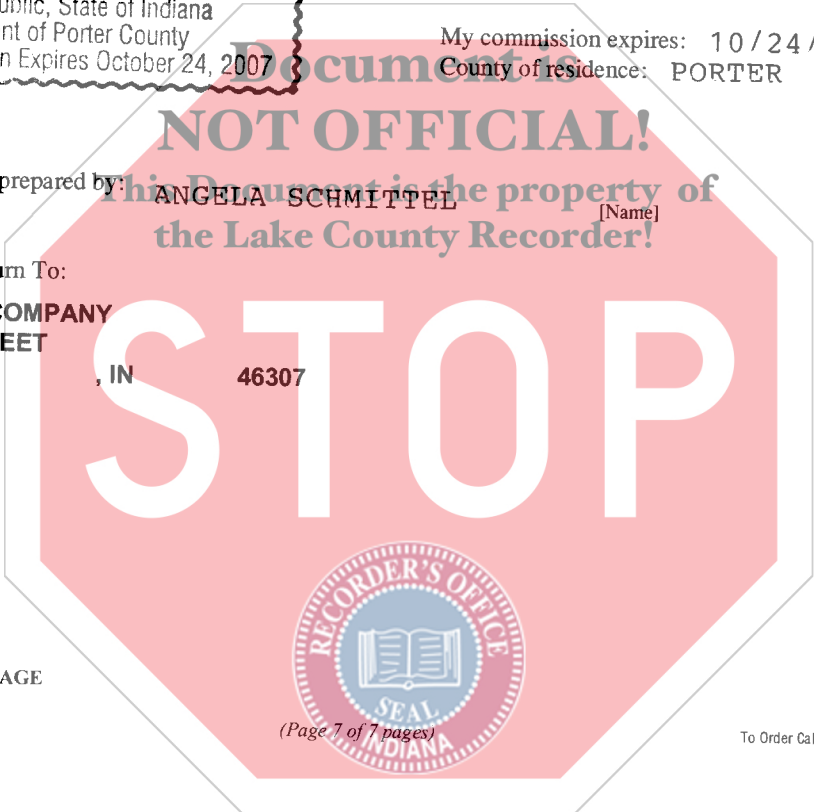 ublic, State of Indiana
nt of Porter County
n Expires October 24, 2007
My commission expires: 10/24/
County of residence: PORTER
Document is
NOT OFFICIAL!
This Document is the property of
the Lake County Recorder!
prepared by: ANGELA SCHMITTEL
[Name]
urn To:
COMPANY
EET
, IN 46307
STOP
RECORDER'S OFFICE
SEAL
INDIANA
AGE
(Page 7 of 7 pages)
To Order Cal